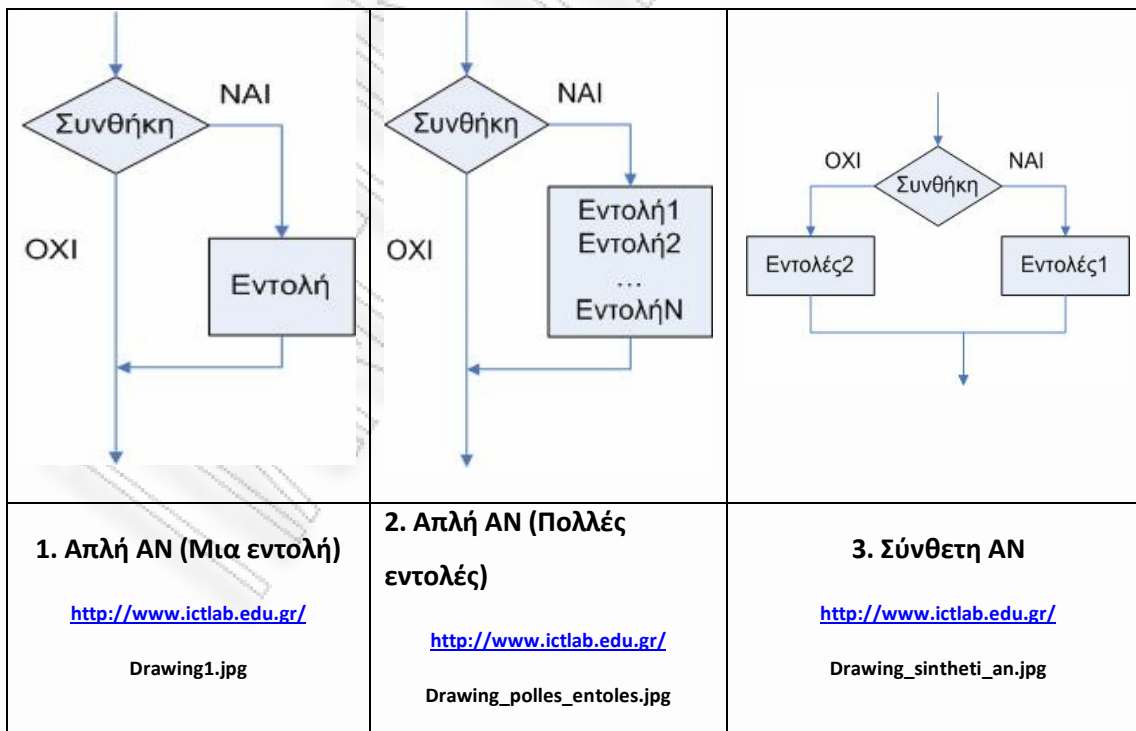 Συνθήκη
ΝΑΙ
ΟΧΙ
Εντολή
Συνθήκη
ΝΑΙ
ΟΧΙ
Εντολή1
Εντολή2
...
ΕντολήN
ΟΧΙ
Συνθήκη
ΝΑΙ
Εντολές2
Εντολές1
1. Απλή ΑΝ (Μια εντολή)
http://www.ictlab.edu.gr/
Drawing1.jpg
2. Απλή ΑΝ (Πολλές
εντολές)
http://www.ictlab.edu.gr/
Drawing_polles_entoles.jpg
3. Σύνθετη ΑΝ
http://www.ictlab.edu.gr/
Drawing_sintheti_an.jpg